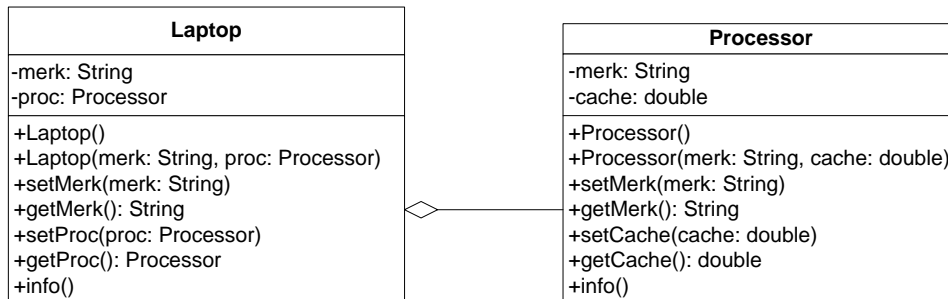 Laptop
-merk: String
-proc: Processor
+Laptop()
+Laptop(merk: String, proc: Processor)
+setMerk(merk: String)
+getMerk(): String
+setProc(proc: Processor)
+getProc(): Processor
+info()
Processor
-merk: String
-cache: double
+Processor()
+Processor(merk: String, cache: double)
+setMerk(merk: String)
+getMerk(): String
+setCache(cache: double)
+getCache(): double
+info()